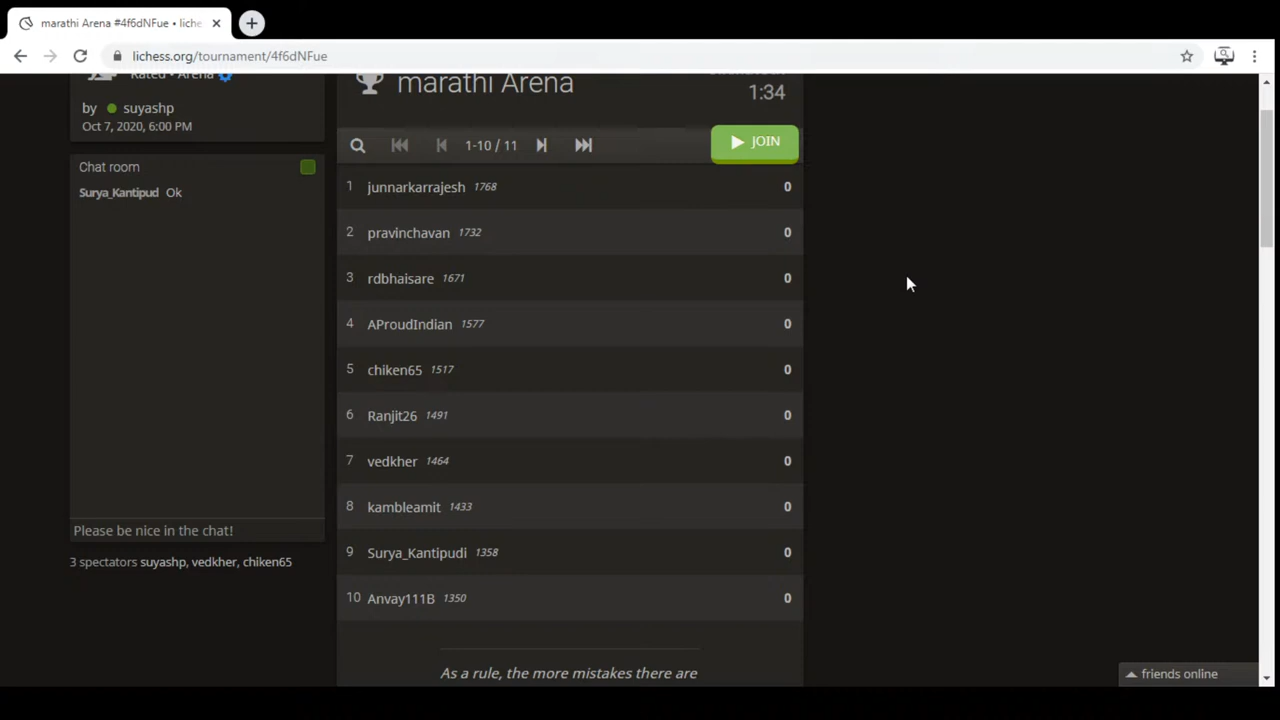 marathi Arena #4f6dNFue • liche
lichess.org/tournament/4f6dNFue
Rated • Arena
by suyashp
Oct 7, 2020, 6:00 PM
Chat room
Surya_Kantipud Ok
Please be nice in the chat!
3 spectators suyashp, vedkher, chiken65
marathi Arena
1:34
1-10 / 11
JOIN
1 junnarkarrajesh 1768 0
2 pravinchavan 1732 0
3 rdbhaisare 1671 0
4 AProudIndian 1577 0
5 chiken65 1517 0
6 Ranjit26 1491 0
7 vedkher 1464 0
8 kambleamit 1433 0
9 Surya_Kantipudi 1358 0
10 Anvay111B 1350 0
As a rule, the more mistakes there are
friends online